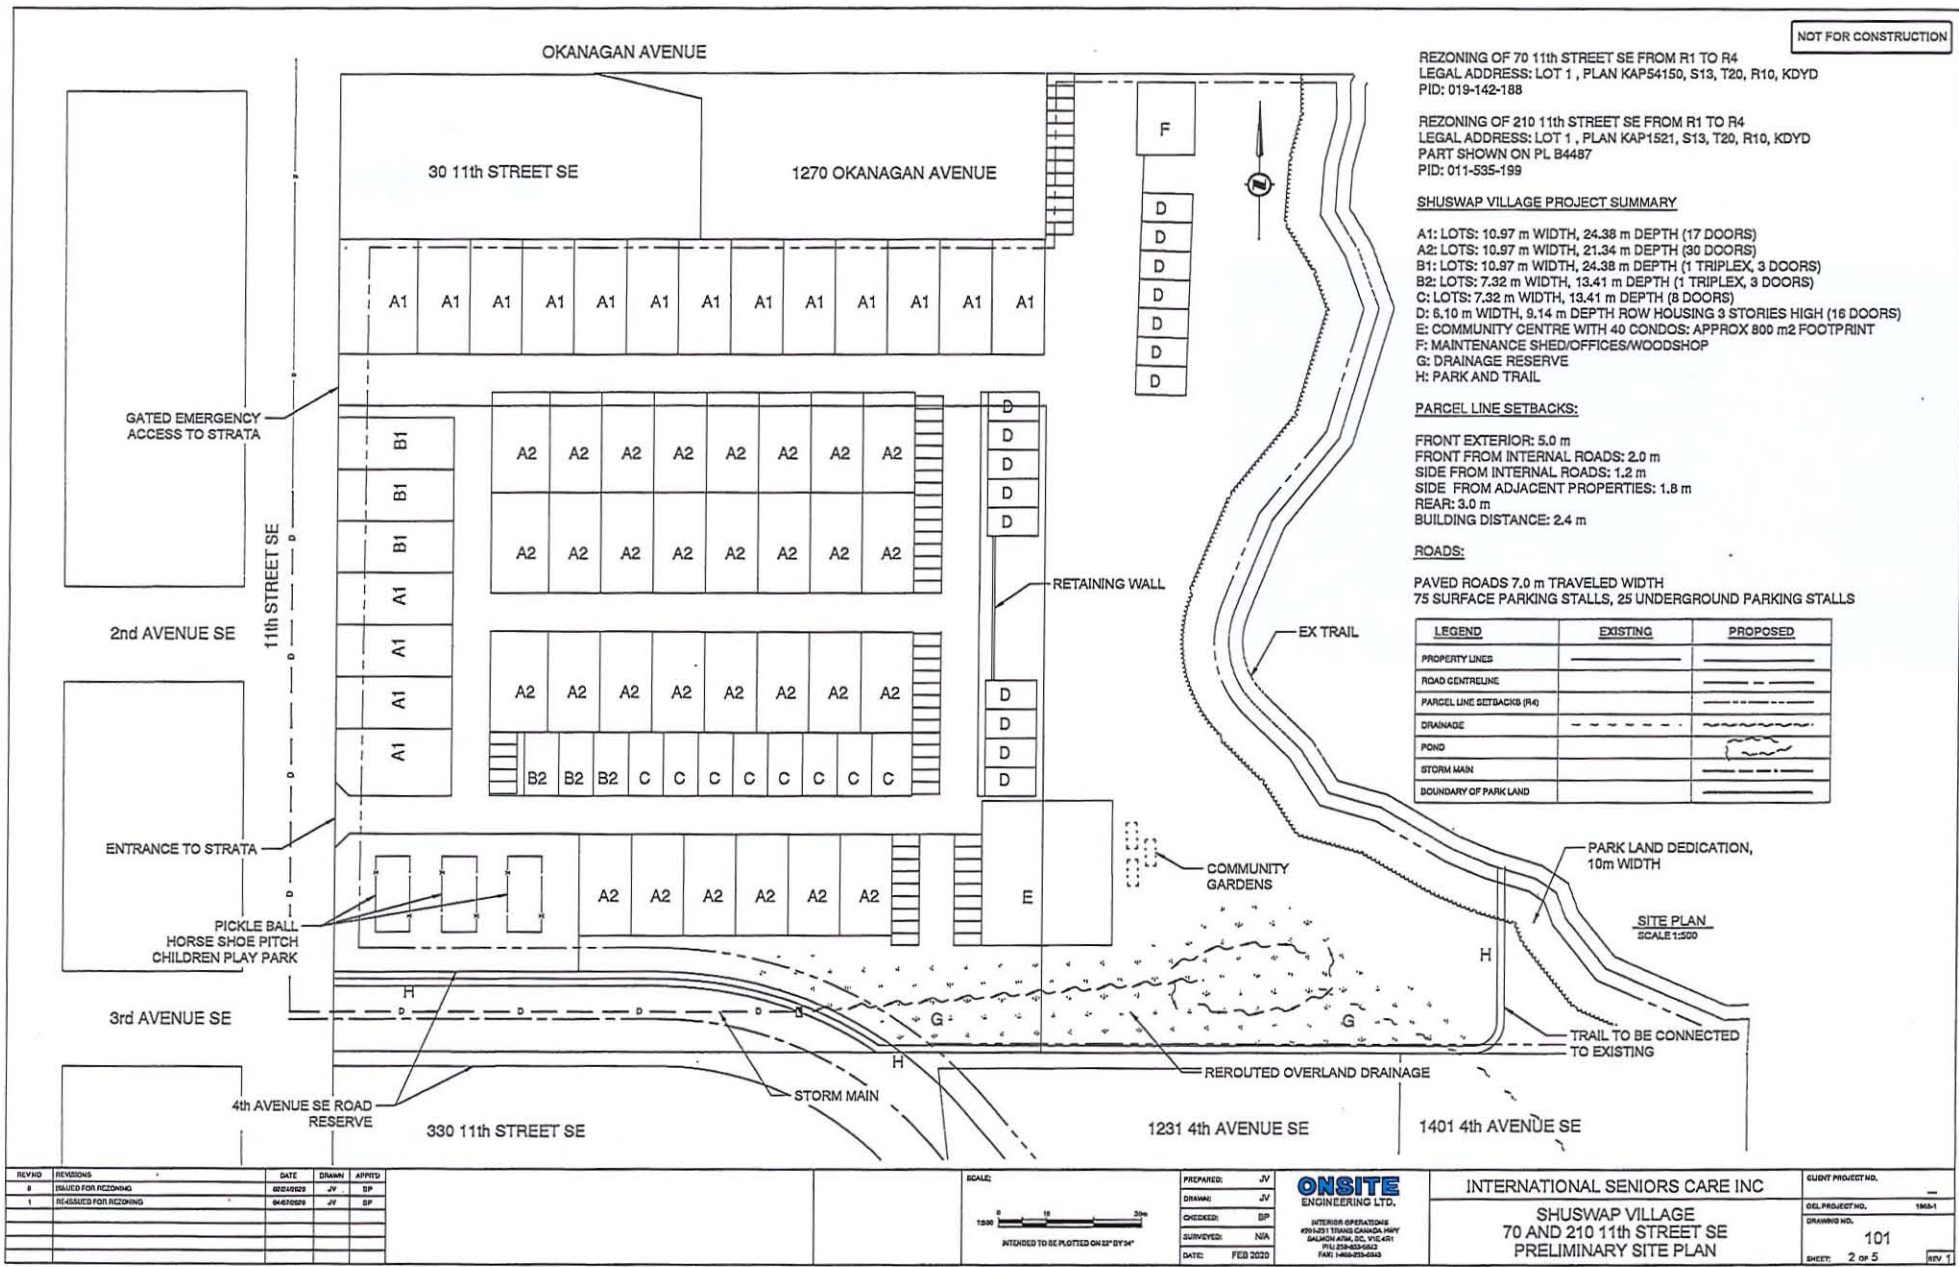 NOT FOR CONSTRUCTION
OKANAGAN AVENUE
REZONING OF 70 11th STREET SE FROM R1 TO R4
LEGAL ADDRESS: LOT 1 , PLAN KAP54150, S13, T20, R10, KDYD
PID: 019-142-188
REZONING OF 210 11th STREET SE FROM R1 TO R4
LEGAL ADDRESS: LOT 1 , PLAN KAP1521, S13, T20, R10, KDYD
PART SHOWN ON PL B4487
PID: 011-535-199
SHUSWAP VILLAGE PROJECT SUMMARY
A1: LOTS: 10.97 m WIDTH, 24.38 m DEPTH (17 DOORS)
A2: LOTS: 10.97 m WIDTH, 21.34 m DEPTH (30 DOORS)
B1: LOTS: 10.97 m WIDTH, 24.38 m DEPTH (1 TRIPLEX, 3 DOORS)
B2: LOTS: 7.32 m WIDTH, 13.41 m DEPTH (1 TRIPLEX, 3 DOORS)
C: LOTS: 7.32 m WIDTH, 13.41 m DEPTH (8 DOORS)
D: 6.10 m WIDTH, 9.14 m DEPTH ROW HOUSING 3 STORIES HIGH (16 DOORS)
E: COMMUNITY CENTRE WITH 40 CONDOS: APPROX 800 m2 FOOTPRINT
F: MAINTENANCE SHED/OFFICES/WOODSHOP
G: DRAINAGE RESERVE
H: PARK AND TRAIL
PARCEL LINE SETBACKS:
FRONT EXTERIOR: 5.0 m
FRONT FROM INTERNAL ROADS: 2.0 m
SIDE FROM INTERNAL ROADS: 1.2 m
SIDE FROM ADJACENT PROPERTIES: 1.8 m
REAR: 3.0 m
BUILDING DISTANCE: 2.4 m
ROADS:
PAVED ROADS 7.0 m TRAVELED WIDTH
75 SURFACE PARKING STALLS, 25 UNDERGROUND PARKING STALLS
LEGEND EXISTING PROPOSED
PROPERTY LINES
ROAD CENTRELINE
PARCEL LINE SETBACKS (R4)
DRAINAGE
POND
STORM MAIN
BOUNDARY OF PARK LAND
30 11th STREET SE
1270 OKANAGAN AVENUE
F
D
D
D
D
D
D
D
A1 A1 A1 A1 A1 A1 A1 A1 A1 A1 A1 A1 A1
GATED EMERGENCY
ACCESS TO STRATA
11th STREET SE
B1
B1
B1
A1
A1
A1
A1
A2 A2 A2 A2 A2 A2 A2 A2
A2 A2 A2 A2 A2 A2 A2 A2
D
D
D
D
D
RETAINING WALL
2nd AVENUE SE
EX TRAIL
A2 A2 A2 A2 A2 A2 A2 A2
B2 B2 B2 C C C C C C C C
D
D
D
D
ENTRANCE TO STRATA
A2 A2 A2 A2 A2 A2
E
COMMUNITY
GARDENS
PARK LAND DEDICATION,
10m WIDTH
SITE PLAN
SCALE 1:500
PICKLE BALL
HORSE SHOE PITCH
CHILDREN PLAY PARK
3rd AVENUE SE
H
D D D D
G
G
H
H
TRAIL TO BE CONNECTED
TO EXISTING
REROUTED OVERLAND DRAINAGE
STORM MAIN
4th AVENUE SE ROAD
RESERVE
330 11th STREET SE
1231 4th AVENUE SE
1401 4th AVENUE SE
REV NO REVISIONS DATE DRAWN APPR'D
0 ISSUED FOR REZONING 02/24/2020 JV BP
1 RE-ISSUED FOR REZONING JV BP
SCALE:
1:500 0 10
INTENDED TO BE PLOTTED ON 22" BY 34"
PREPARED: JV
DRAWN: JV
CHECKED: BP
SURVEYED: N/A
DATE: FEB 2020
ONSITE
ENGINEERING LTD.
INTERIOR OPERATIONS
SALMON ARM, BC,
INTERNATIONAL SENIORS CARE INC
SHUSWAP VILLAGE
70 AND 210 11th STREET SE
PRELIMINARY SITE PLAN
CLIENT PROJECT NO.
OEL PROJECT NO.
DRAWING NO.
101
SHEET: 2 OF 5
REV 1